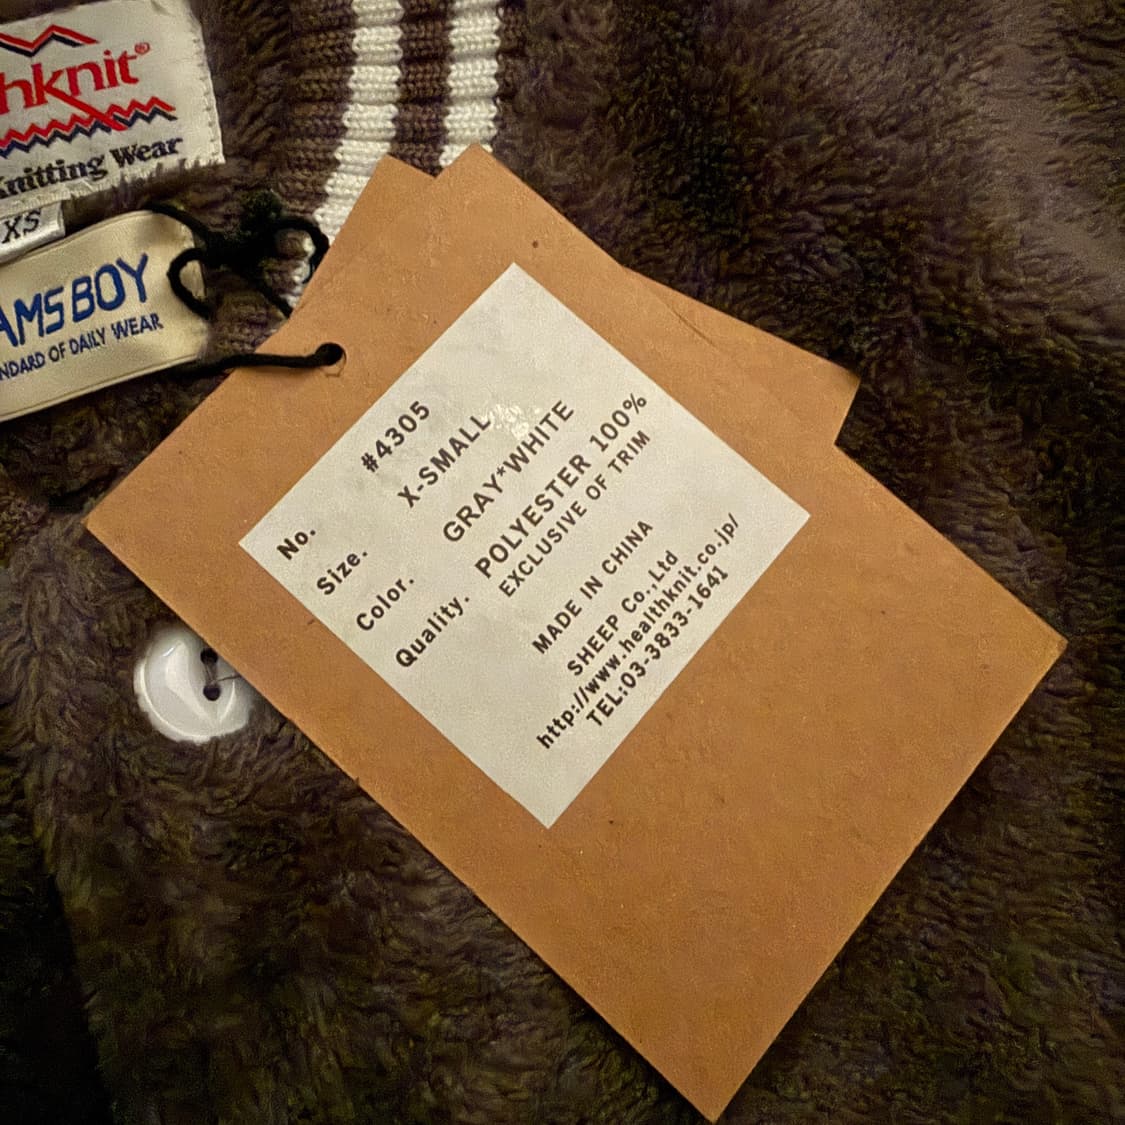 hknit®
Knitting Wear
XS
AMS BOY
NDARD OF DAILY WEAR
No. #4305
Size. X-SMALL
Color. GRAY*WHITE
Quality. POLYESTER 100%
EXCLUSIVE OF TRIM
MADE IN CHINA
SHEEP Co.,Ltd
http://www.healthknit.co.jp/
TEL:03-3833-1641